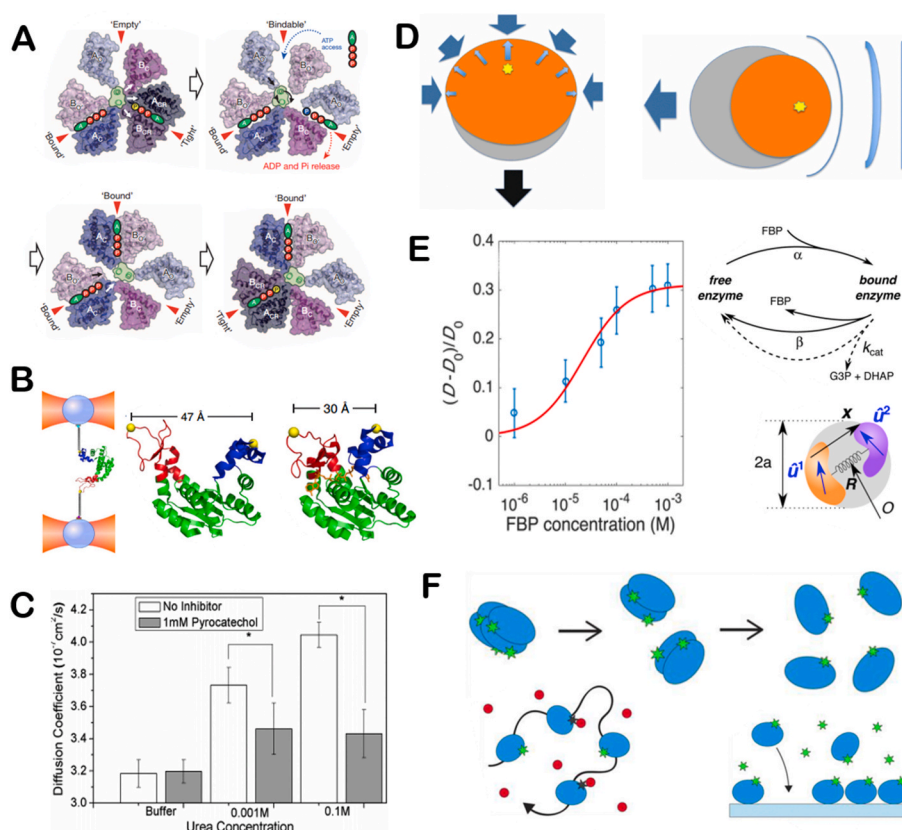 A
'Empty'
'Bindable'
ATP
access
A
'Bound'
'Tight'
'Bound'
'Empty'
ADP and Pi release
'Bound'
'Bound'
'Bound'
'Empty'
'Tight'
'Empty'
B
47 Å
30 Å
C
Diffusion Coefficient (10⁻⁷cm²/s)
4.2
4.0
3.8
3.6
3.4
3.2
3.0
No Inhibitor
1mM Pyrocatechol
*
*
Buffer
0.001M
0.1M
Urea Concentration
D
E
(D - D₀)/D₀
0.4
0.3
0.2
0.1
0
-0.1
10⁻⁶
10⁻⁵
10⁻⁴
10⁻³
FBP concentration (M)
FBP
α
free
enzyme
bound
enzyme
FBP
β
kcat
G3P + DHAP
2a
x
û¹
û²
R
O
F